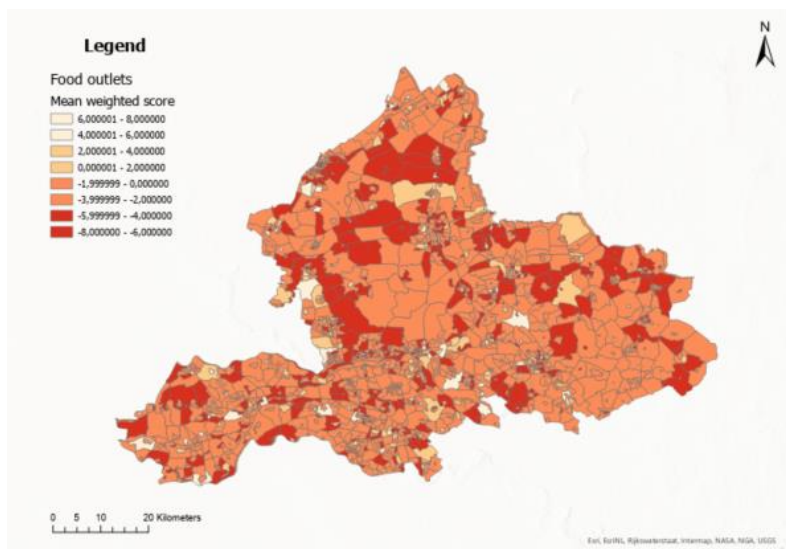 Legend
N
Food outlets
Mean weighted score
6,000001 - 8,000000
4,000001 - 6,000000
2,000001 - 4,000000
0,000001 - 2,000000
-1,999999 - 0,000000
-3,999999 - -2,000000
-5,999999 - -4,000000
-8,000000 - -6,000000
0 5 10 20 Kilometers
Esri, EsriNL, Rijkswaterstaat, Intermap, NASA, NGA, USGS